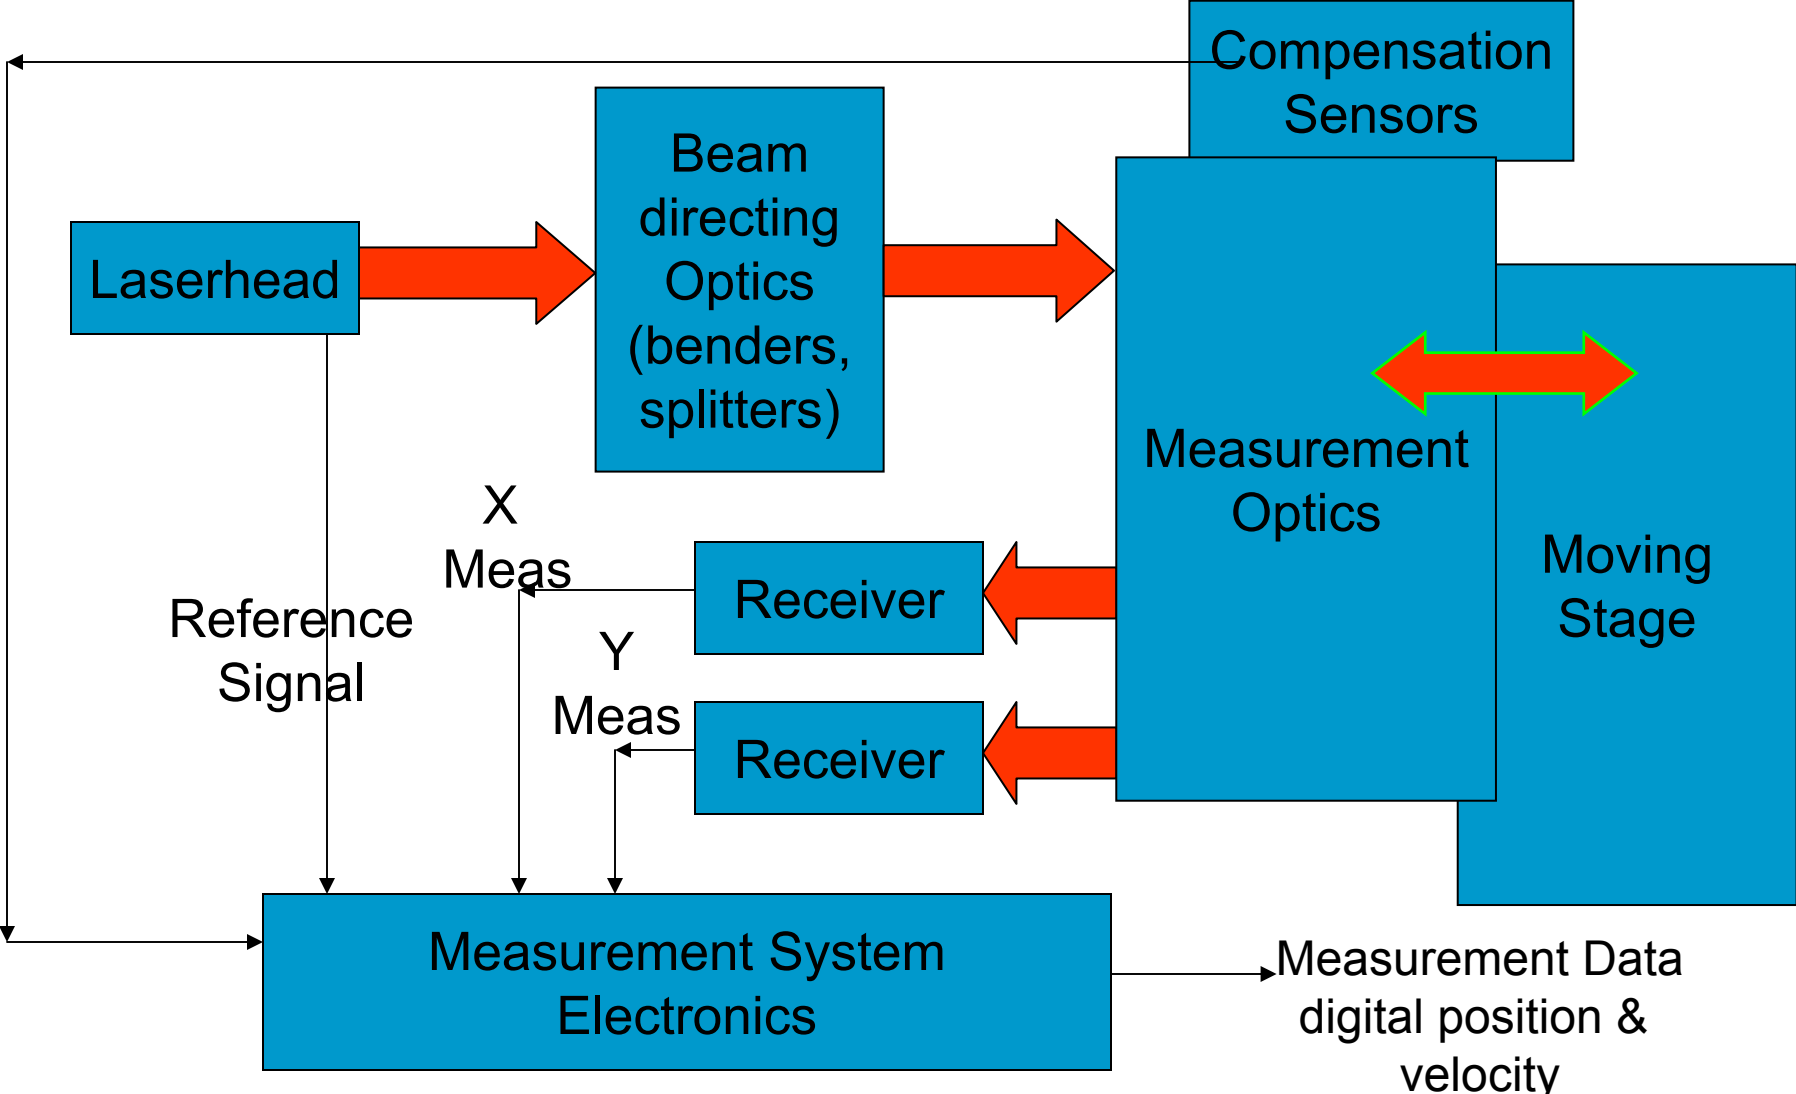 Compensation
Sensors
Beam
directing
Optics
(benders,
splitters)
Laserhead
Measurement
Optics
Moving
Stage
X
Meas
Receiver
Reference
Signal
Y
Meas
Receiver
Measurement System
Electronics
Measurement Data
digital position &
velocity